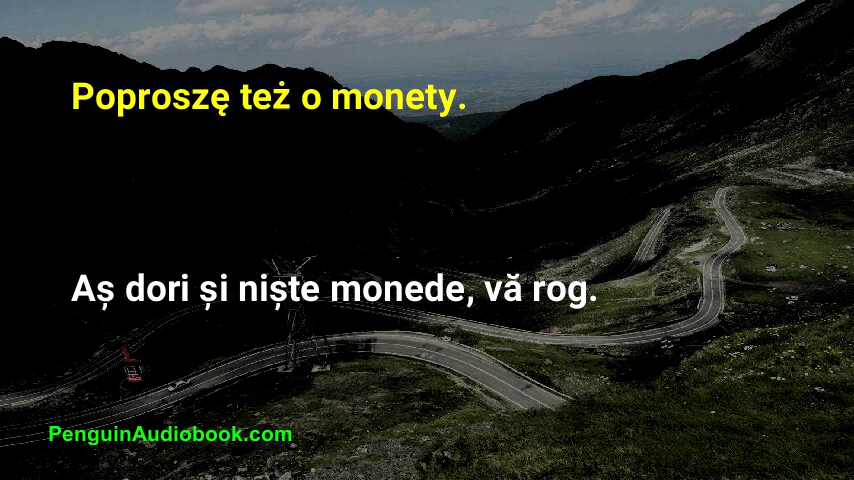 Poproszę też o monety.
Aș dori și niște monede, vă rog.
PenguinAudiobook.com